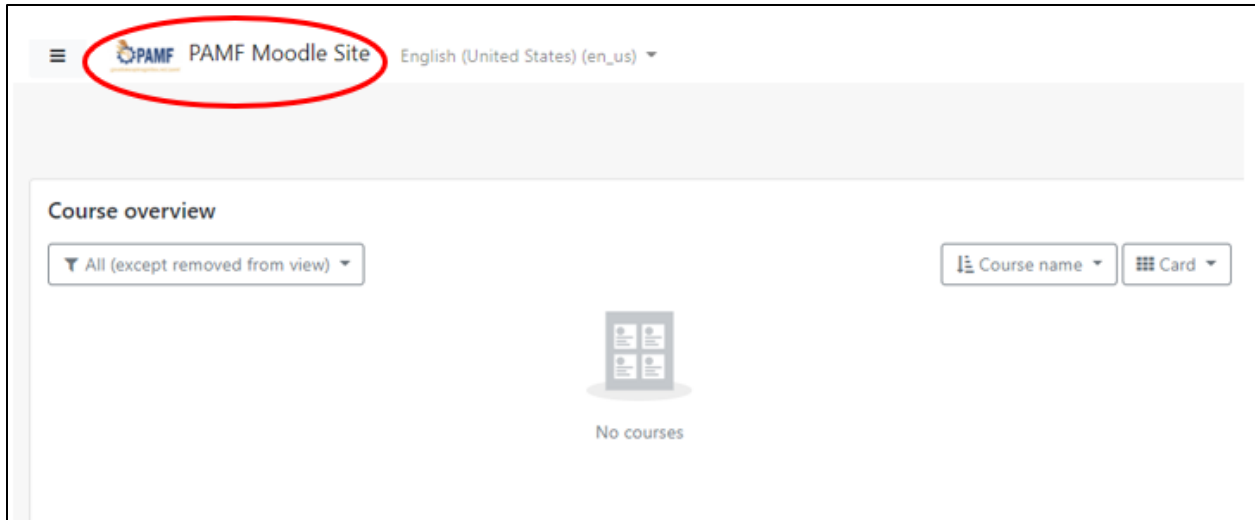 PAMF PAMF Moodle Site English (United States) (en_us)
Course overview
All (except removed from view) Course name Card
No courses